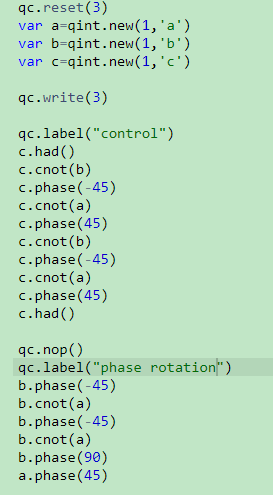 qc.reset(3)
var a=qint.new(1,'a')
var b=qint.new(1,'b')
var c=qint.new(1,'c')
qc.write(3)
qc.label("control")
c.had()
c.cnot(b)
c.phase(-45)
c.cnot(a)
c.phase(45)
c.cnot(b)
c.phase(-45)
c.cnot(a)
c.phase(45)
c.had()
qc.nop()
qc.label("phase rotation")
b.phase(-45)
b.cnot(a)
b.phase(-45)
b.cnot(a)
b.phase(90)
a.phase(45)